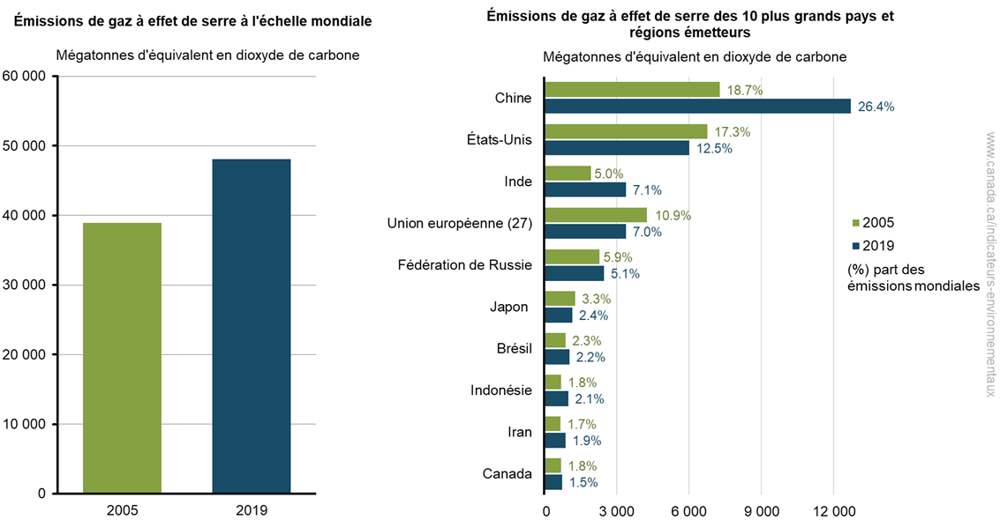 Émissions de gaz à effet de serre à l'échelle mondiale
Mégatonnes d'équivalent en dioxyde de carbone
60 000
50 000
40 000
30 000
20 000
10 000
0
2005
2019
Émissions de gaz à effet de serre des 10 plus grands pays et
régions émetteurs
Mégatonnes d'équivalent en dioxyde de carbone
Chine
18.7%
26.4%
États-Unis
17.3%
12.5%
Inde
5.0%
7.1%
Union européenne (27)
10.9%
7.0%
Fédération de Russie
5.9%
5.1%
Japon
3.3%
2.4%
Brésil
2.3%
2.2%
Indonésie
1.8%
2.1%
Iran
1.7%
1.9%
Canada
1.8%
1.5%
0
3 000
6 000
9 000
12 000
2005
2019
(%) part des
émissions mondiales
www.canada.ca/indicateurs-environnementaux